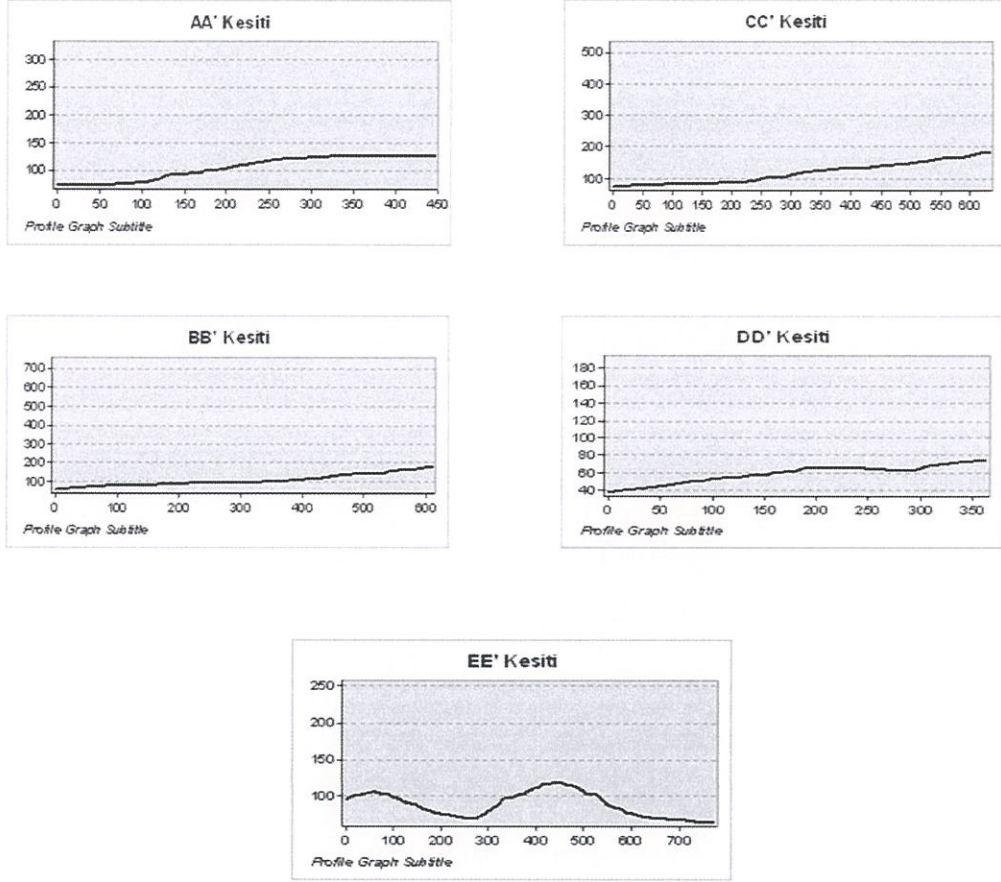 AA' Kesiti
300
250
200
150
100
0 50 100 150 200 250 300 350 400 450
Profile Graph Subtitle
CC' Kesiti
500
400
300
200
100
0 50 100 150 200 250 300 350 400 450 500 550 600
Profile Graph Subtitle
BB' Kesiti
700
600
500
400
300
200
100
0 100 200 300 400 500 600
Profile Graph Subtitle
DD' Kesiti
180
160
140
120
100
80
60
40
0 50 100 150 200 250 300 350
Profile Graph Subtitle
EE' Kesiti
250
200
150
100
0 100 200 300 400 500 600 700
Profile Graph Subtitle